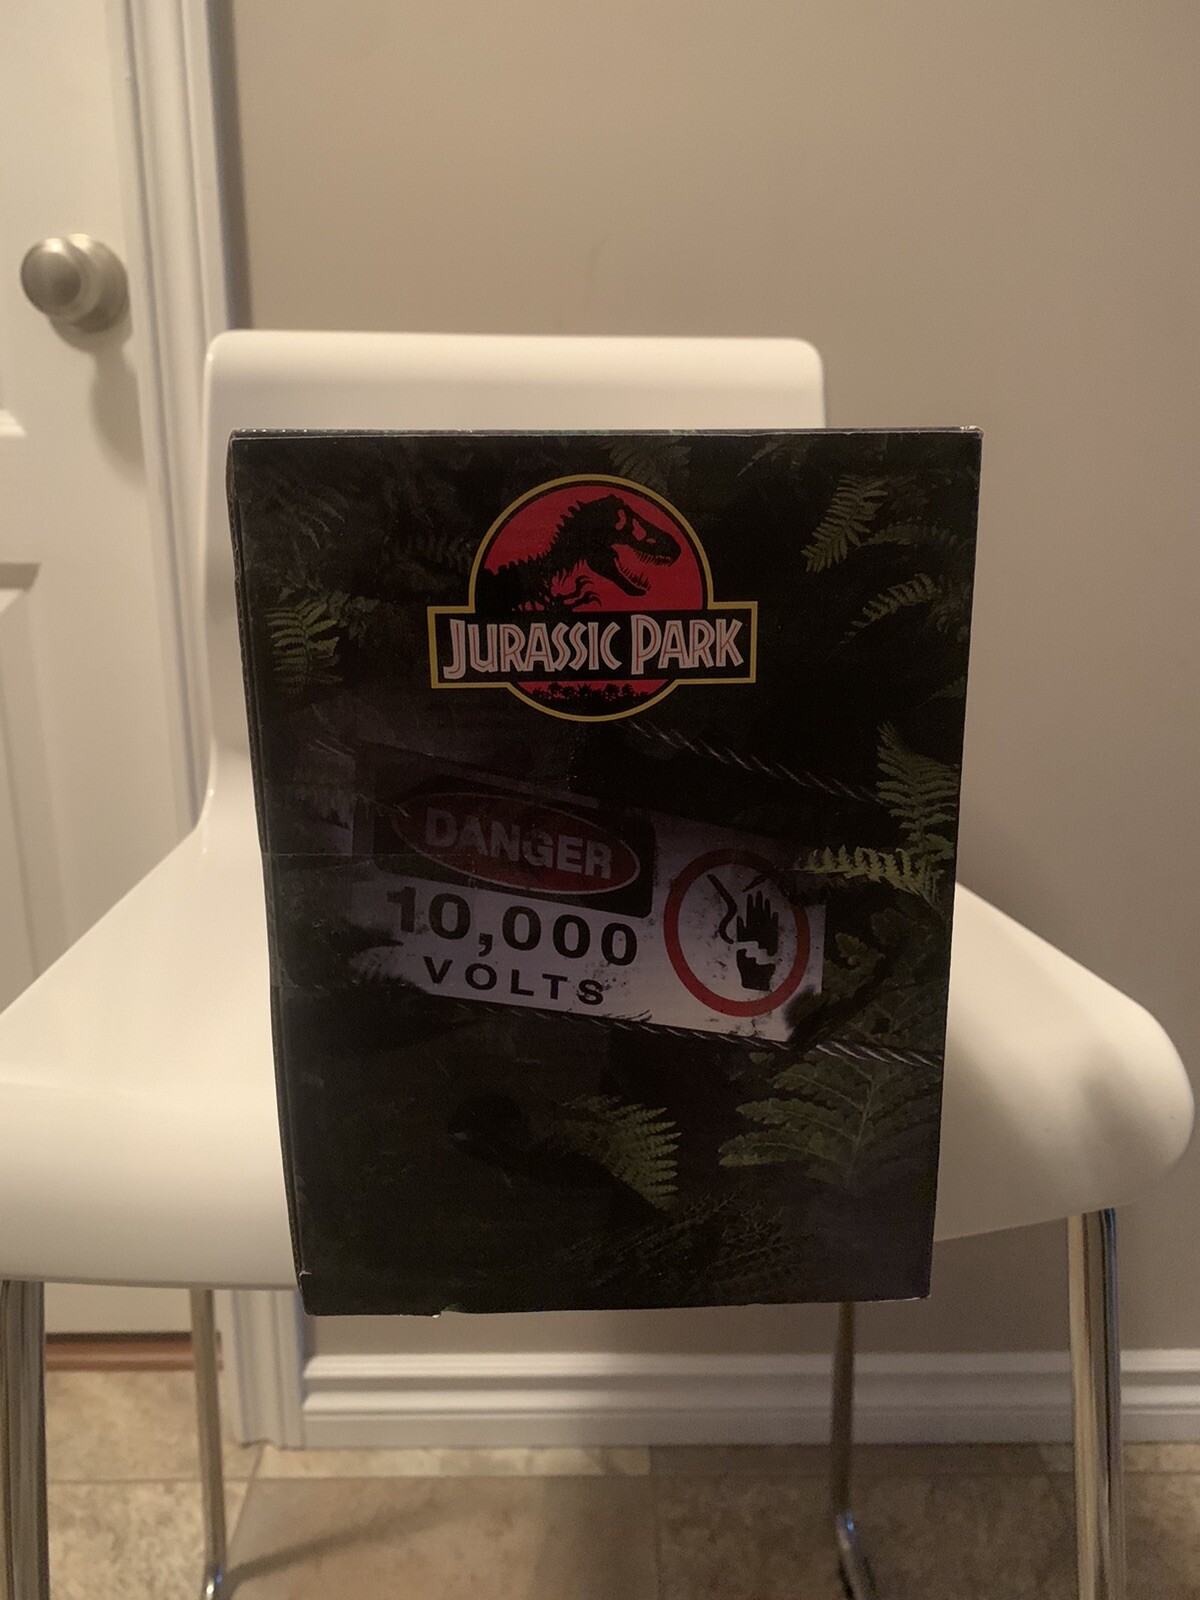 JURASSIC PARK
DANGER
10,000
VOLTS